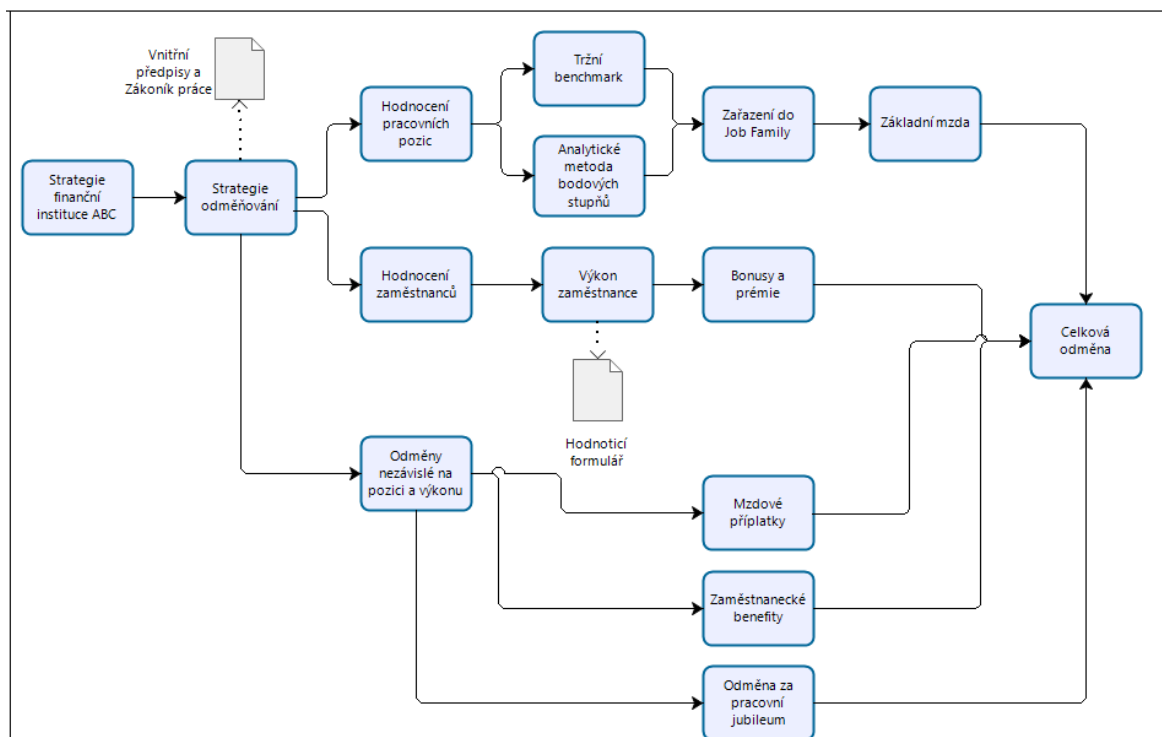 Vnitřní
předpisy a
Zákoník práce
Strategie
finanční
instituce ABC
Strategie
odměňování
Hodnocení
pracovních
pozic
Tržní
benchmark
Analytické
metoda
bodových
stupňů
Zařazení do
Job Family
Základní mzda
Hodnocení
zaměstnanců
Výkon
zaměstnance
Bonusy a
prémie
Celková
odměna
Hodnoticí
formulář
Odměny
nezávislé na
pozici a výkonu
Mzdové
příplatky
Zaměstnanecké
benefity
Odměna za
pracovní
jubileum